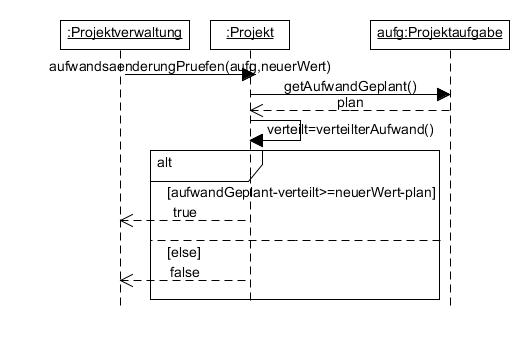 :Projektverwaltung
:Projekt
aufg:Projektaufgabe
aufwandsaenderungPruefen(aufg,neuerWert)
getAufwandGeplant()
plan
verteilt=verteilterAufwand()
alt
[aufwandGeplant-verteilt>=neuerWert-plan]
true
[else]
false